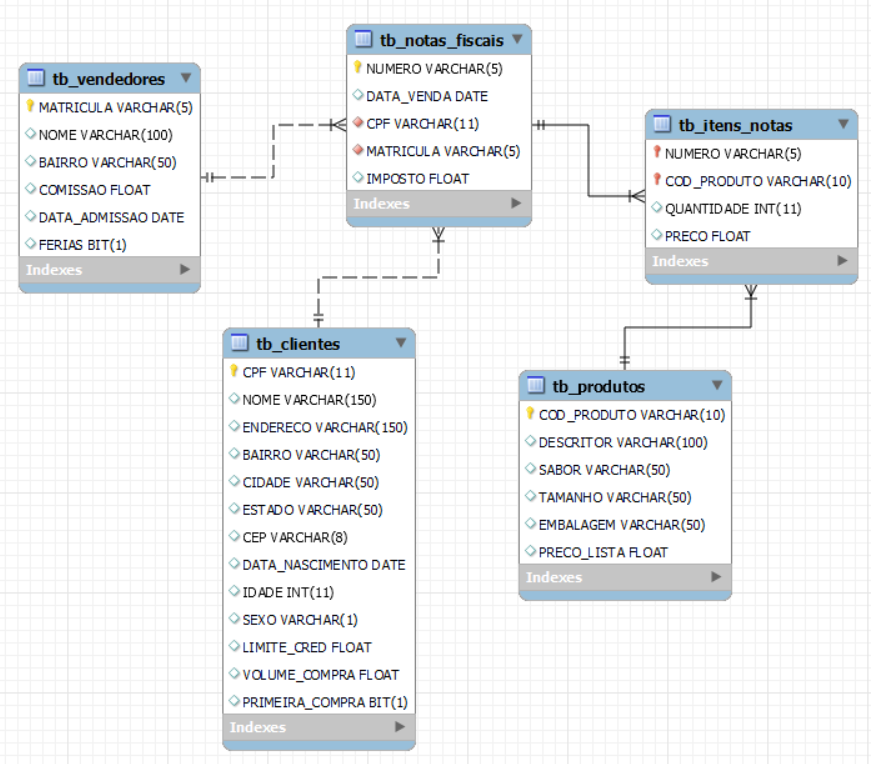 tb_vendedores
MATRICULA VARCHAR(5)
NOME VARCHAR(100)
BAIRRO VARCHAR(50)
COMISSAO FLOAT
DATA_ADMISSAO DATE
FERIAS BIT(1)
Indexes
tb_notas_fiscais
NUMERO VARCHAR(5)
DATA_VENDA DATE
CPF VARCHAR(11)
MATRICULA VARCHAR(5)
IMPOSTO FLOAT
Indexes
tb_itens_notas
NUMERO VARCHAR(5)
COD_PRODUTO VARCHAR(10)
QUANTIDADE INT(11)
PRECO FLOAT
Indexes
tb_clientes
CPF VARCHAR(11)
NOME VARCHAR(150)
ENDERECO VARCHAR(150)
BAIRRO VARCHAR(50)
CIDADE VARCHAR(50)
ESTADO VARCHAR(50)
CEP VARCHAR(8)
DATA_NASCIMENTO DATE
IDADE INT(11)
SEXO VARCHAR(1)
LIMITE_CRED FLOAT
VOLUME_COMPRA FLOAT
PRIMEIRA_COMPRA BIT(1)
Indexes
tb_produtos
COD_PRODUTO VARCHAR(10)
DESCRITOR VARCHAR(100)
SABOR VARCHAR(50)
TAMANHO VARCHAR(50)
EMBALAGEM VARCHAR(50)
PRECO_LISTA FLOAT
Indexes